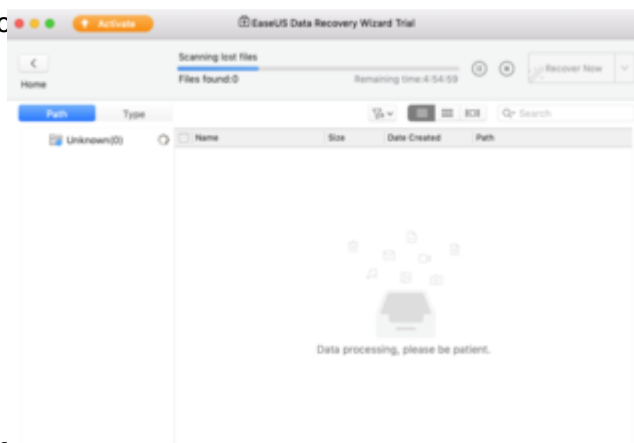 Activate
EaseUS Data Recovery Wizard Trial
Scanning lost files
Files found:0
Remaining time:4:54:59
Recover Now
Home
Path
Type
Search
Unknown(0)
Name
Size
Date Created
Path
Data processing, please be patient.